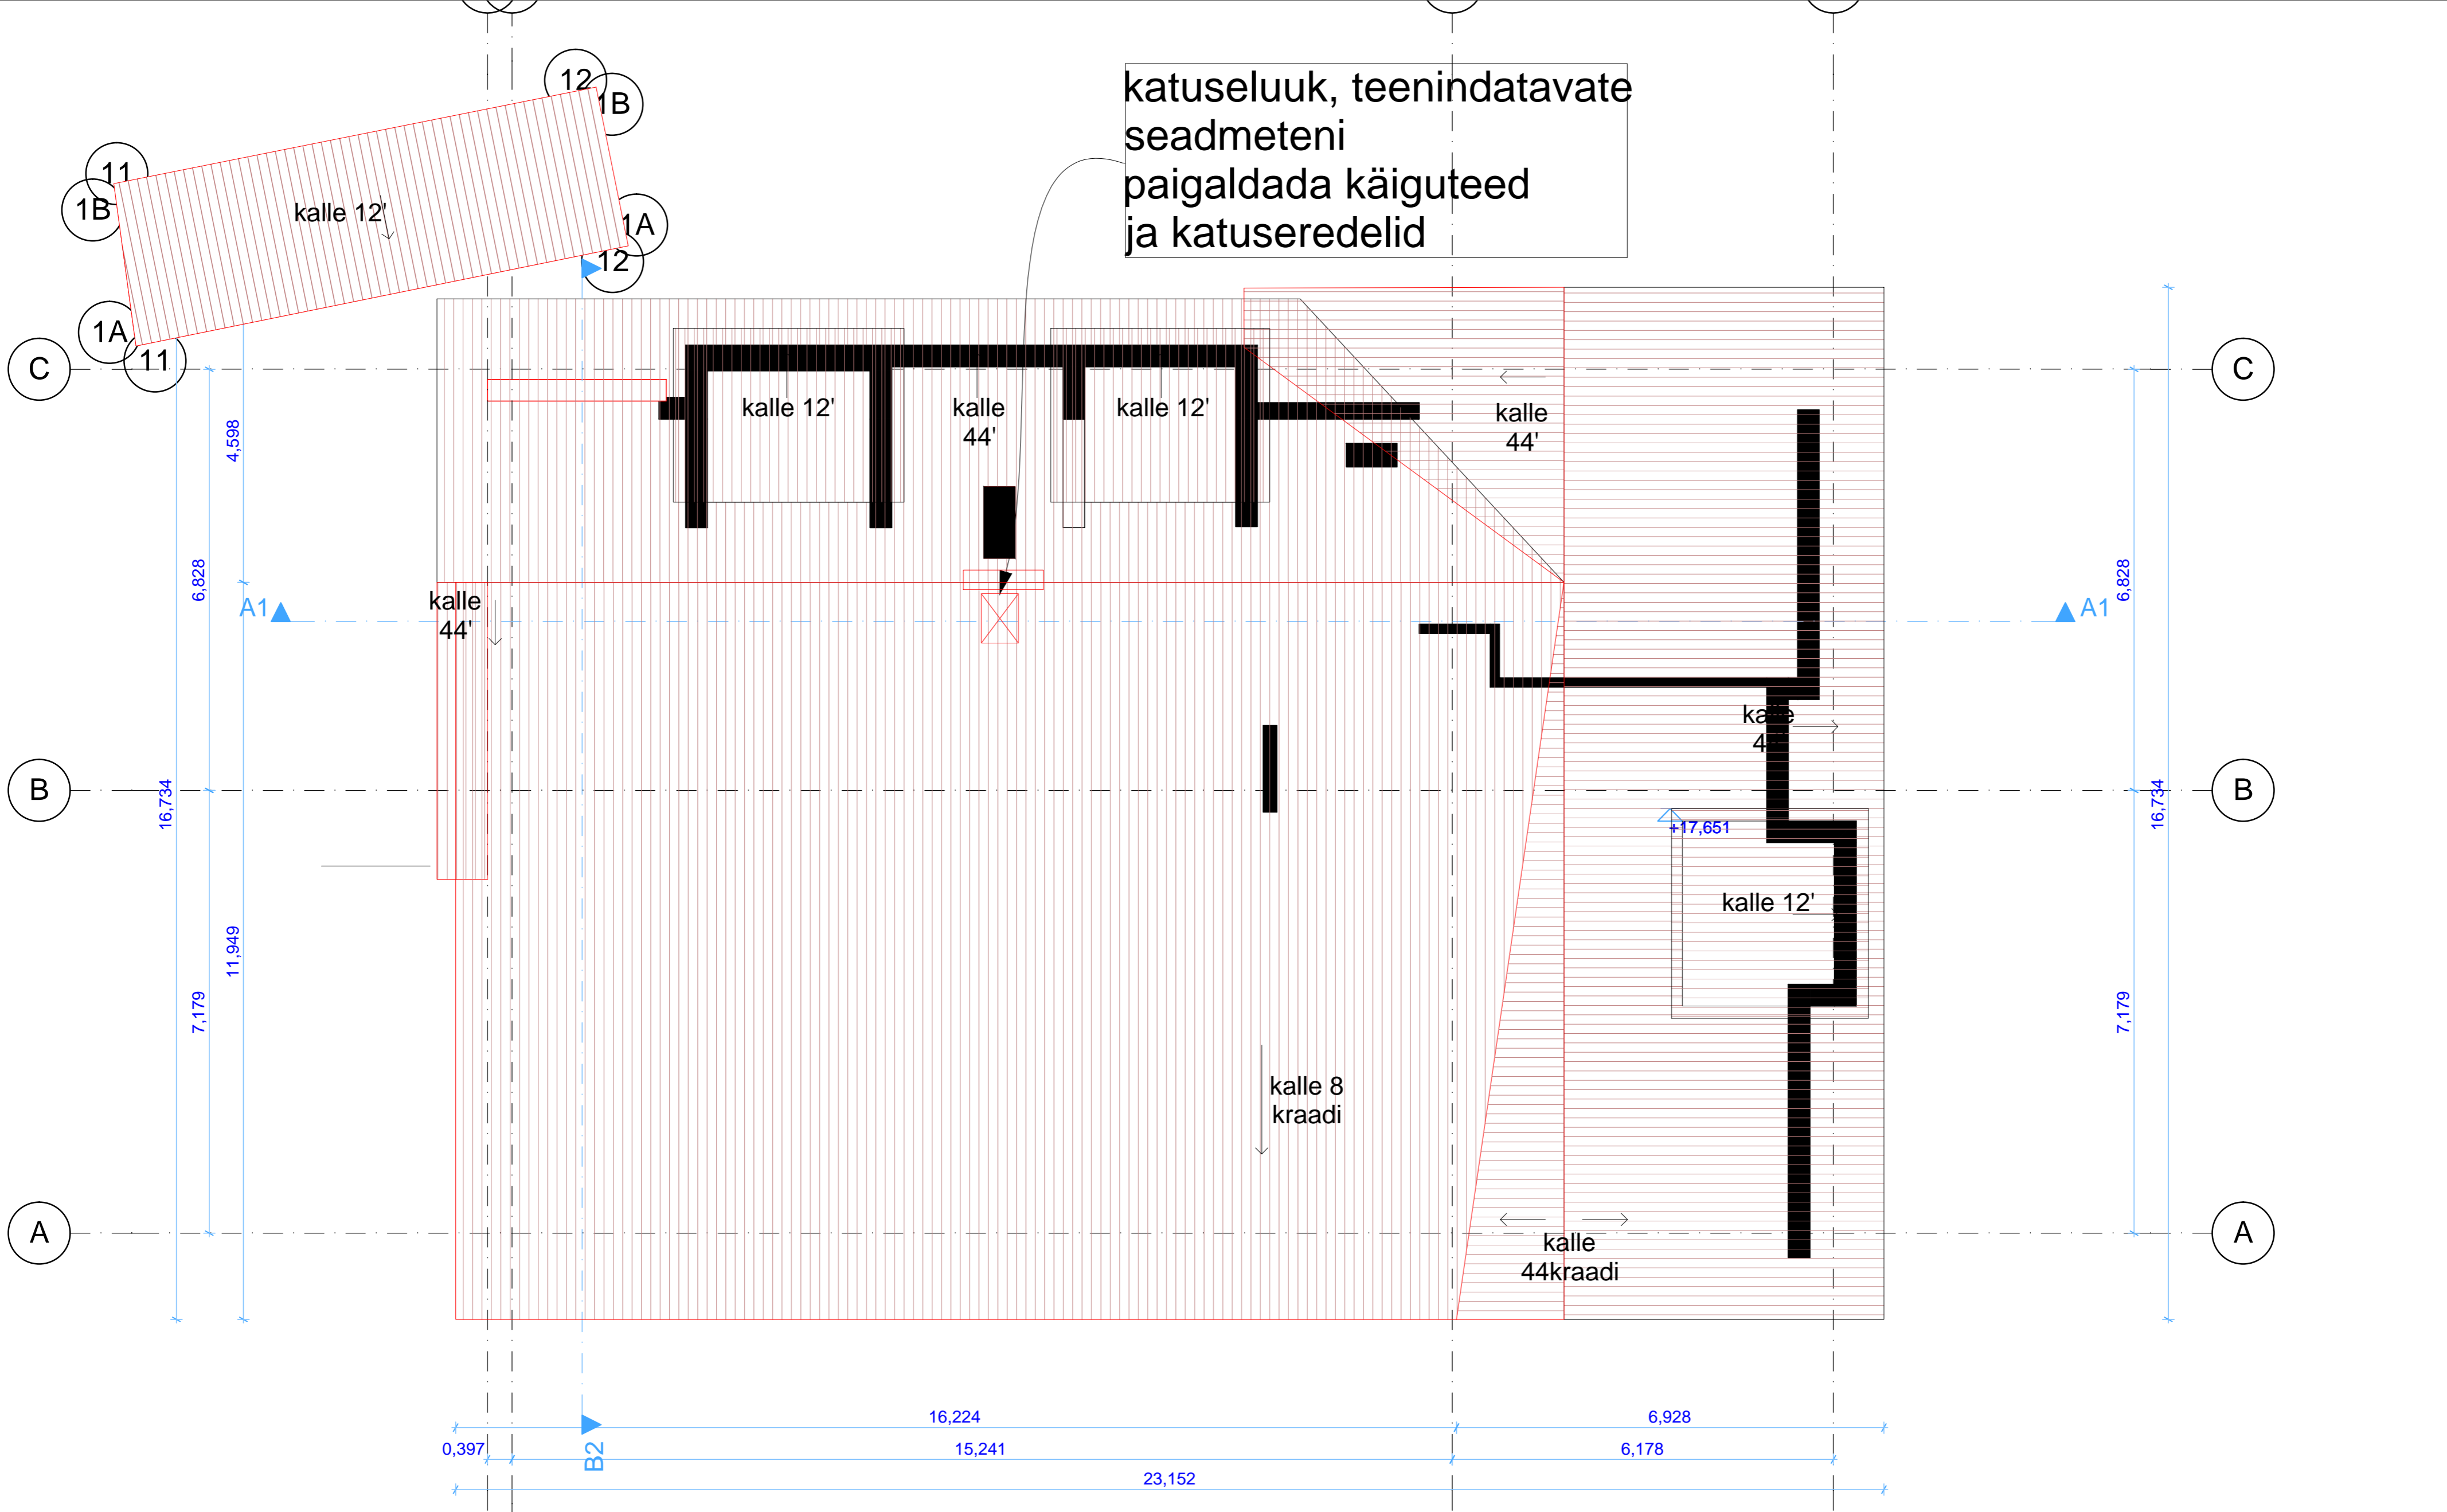 12
1B
katuseluuk, teenindatavate
seadmeteni
paigaldada käiguteed
ja katuseredelid
11
1B
kalle 12'
1A
12
1A
11
C
C
kalle 12'
kalle
44'
kalle 12'
kalle
44'
4,598
6,828
6,828
A1
A1
kalle
44'
kalle
B
B
16,734
16,734
+17,651
kalle 12'
11,949
7,179
7,179
kalle 8
kraadi
A
A
kalle
44kraadi
16,224
6,928
0,397
15,241
6,178
B2
23,152